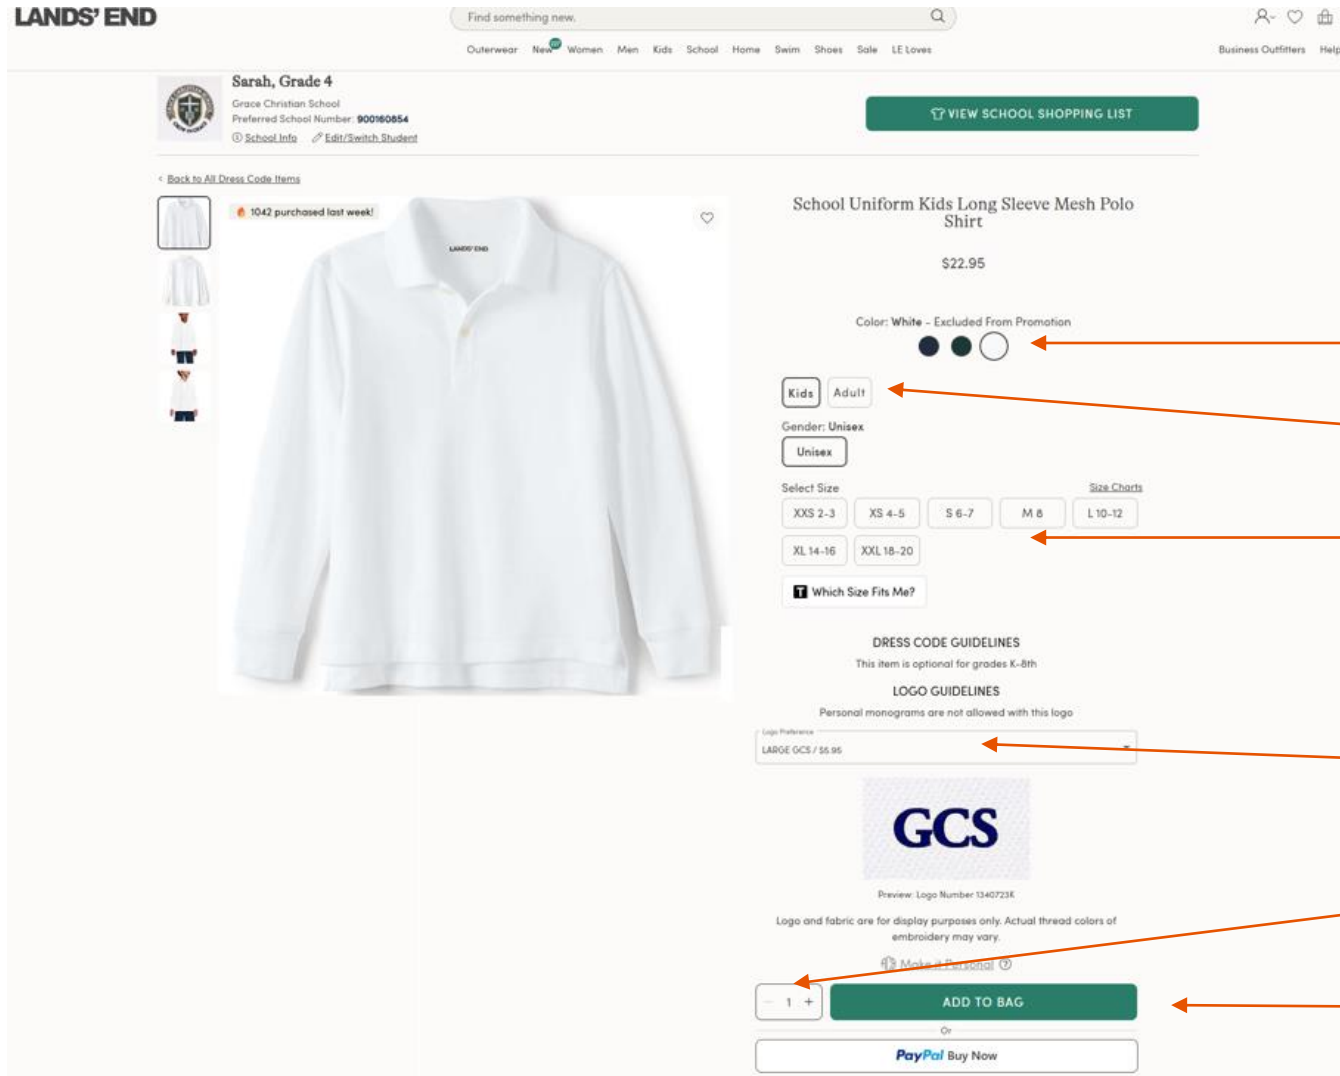 LANDS' END
Find something new.
Outerwear New Women Men Kids School Home Swim Shoes Sale LE Loves
Business Outfitters Help
Sarah, Grade 4
Grace Christian School
Preferred School Number: 900160854
School Info Edit/Switch Student
VIEW SCHOOL SHOPPING LIST
< Back to All Dress Code Items
1042 purchased last week!
LANDS' END
School Uniform Kids Long Sleeve Mesh Polo
Shirt
$22.95
Color: White - Excluded From Promotion
Kids Adult
Gender: Unisex
Unisex
Select Size Size Charts
XXS 2-3 XS 4-5 S 6-7 M 8 L 10-12
XL 14-16 XXL 18-20
T Which Size Fits Me?
DRESS CODE GUIDELINES
This item is optional for grades K-8th
LOGO GUIDELINES
Personal monograms are not allowed with this logo
Logo Preference
LARGE GCS / $5.95
GCS
Preview: Logo Number 1340723K
Logo and fabric are for display purposes only. Actual thread colors of
embroidery may vary.
Make it Personal ?
- 1 + ADD TO BAG
Or
PayPal Buy Now